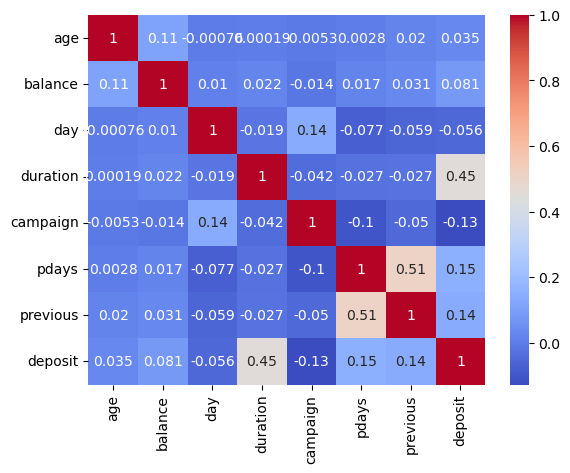 age 1 0.11 -0.00076 0.00019 -0.0053 0.0028 0.02 0.035
balance 0.11 1 0.01 0.022 -0.014 0.017 0.031 0.081
day -0.00076 0.01 1 -0.019 0.14 -0.077 -0.059 -0.056
duration 0.00019 0.022 -0.019 1 -0.042 -0.027 -0.027 0.45
campaign -0.0053 -0.014 0.14 -0.042 1 -0.1 -0.05 -0.13
pdays 0.0028 0.017 -0.077 -0.027 -0.1 1 0.51 0.15
previous 0.02 0.031 -0.059 -0.027 -0.05 0.51 1 0.14
deposit 0.035 0.081 -0.056 0.45 -0.13 0.15 0.14 1
age balance day duration campaign pdays previous deposit
1.0
0.8
0.6
0.4
0.2
0.0